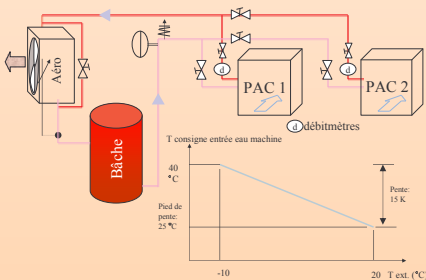 Aéro
Bâche
d
d
PAC 1
PAC 2
d débitmètres
T consigne entrée eau machine
40
°C
Pied de
pente:
25 °C
Pente:
15 K
-10
20 T ext. (°C)